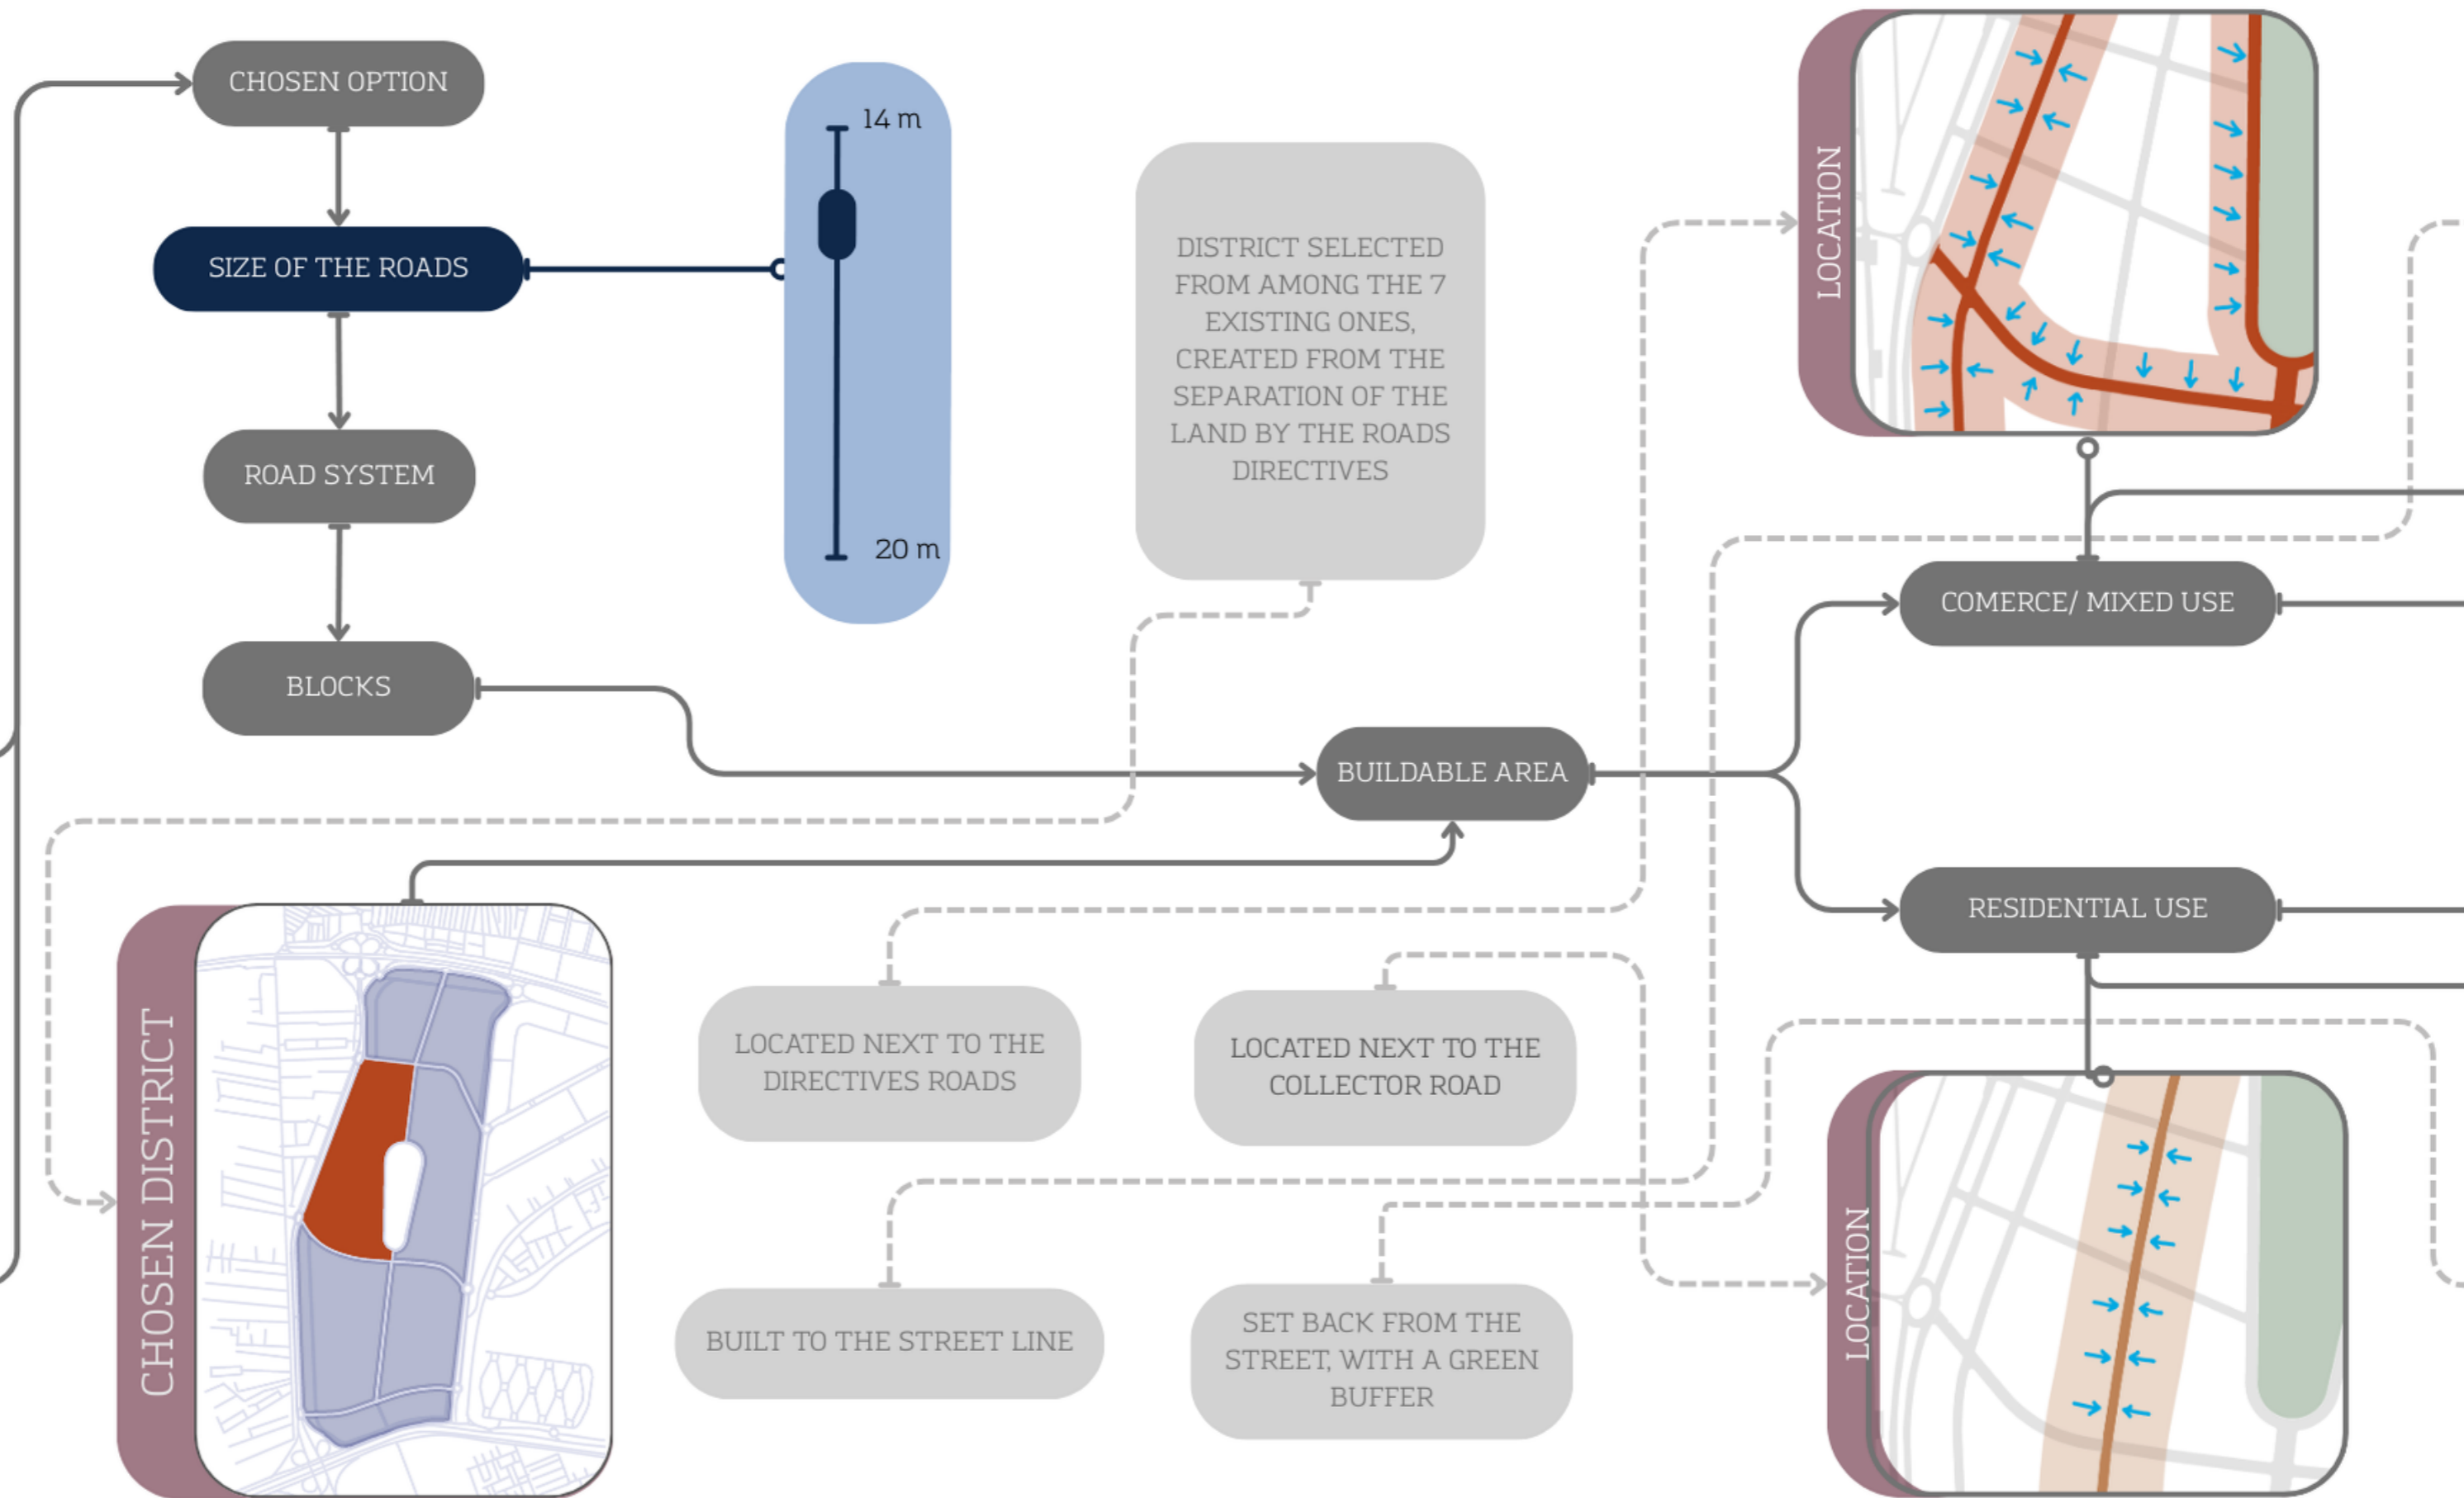 CHOSEN OPTION
SIZE OF THE ROADS
14 m
20 m
ROAD SYSTEM
BLOCKS
DISTRICT SELECTED
FROM AMONG THE 7
EXISTING ONES,
CREATED FROM THE
SEPARATION OF THE
LAND BY THE ROADS
DIRECTIVES
LOCATION
COMERCE/ MIXED USE
BUILDABLE AREA
RESIDENTIAL USE
CHOSEN DISTRICT
LOCATED NEXT TO THE
DIRECTIVES ROADS
LOCATED NEXT TO THE
COLLECTOR ROAD
BUILT TO THE STREET LINE
SET BACK FROM THE
STREET, WITH A GREEN
BUFFER
LOCATION